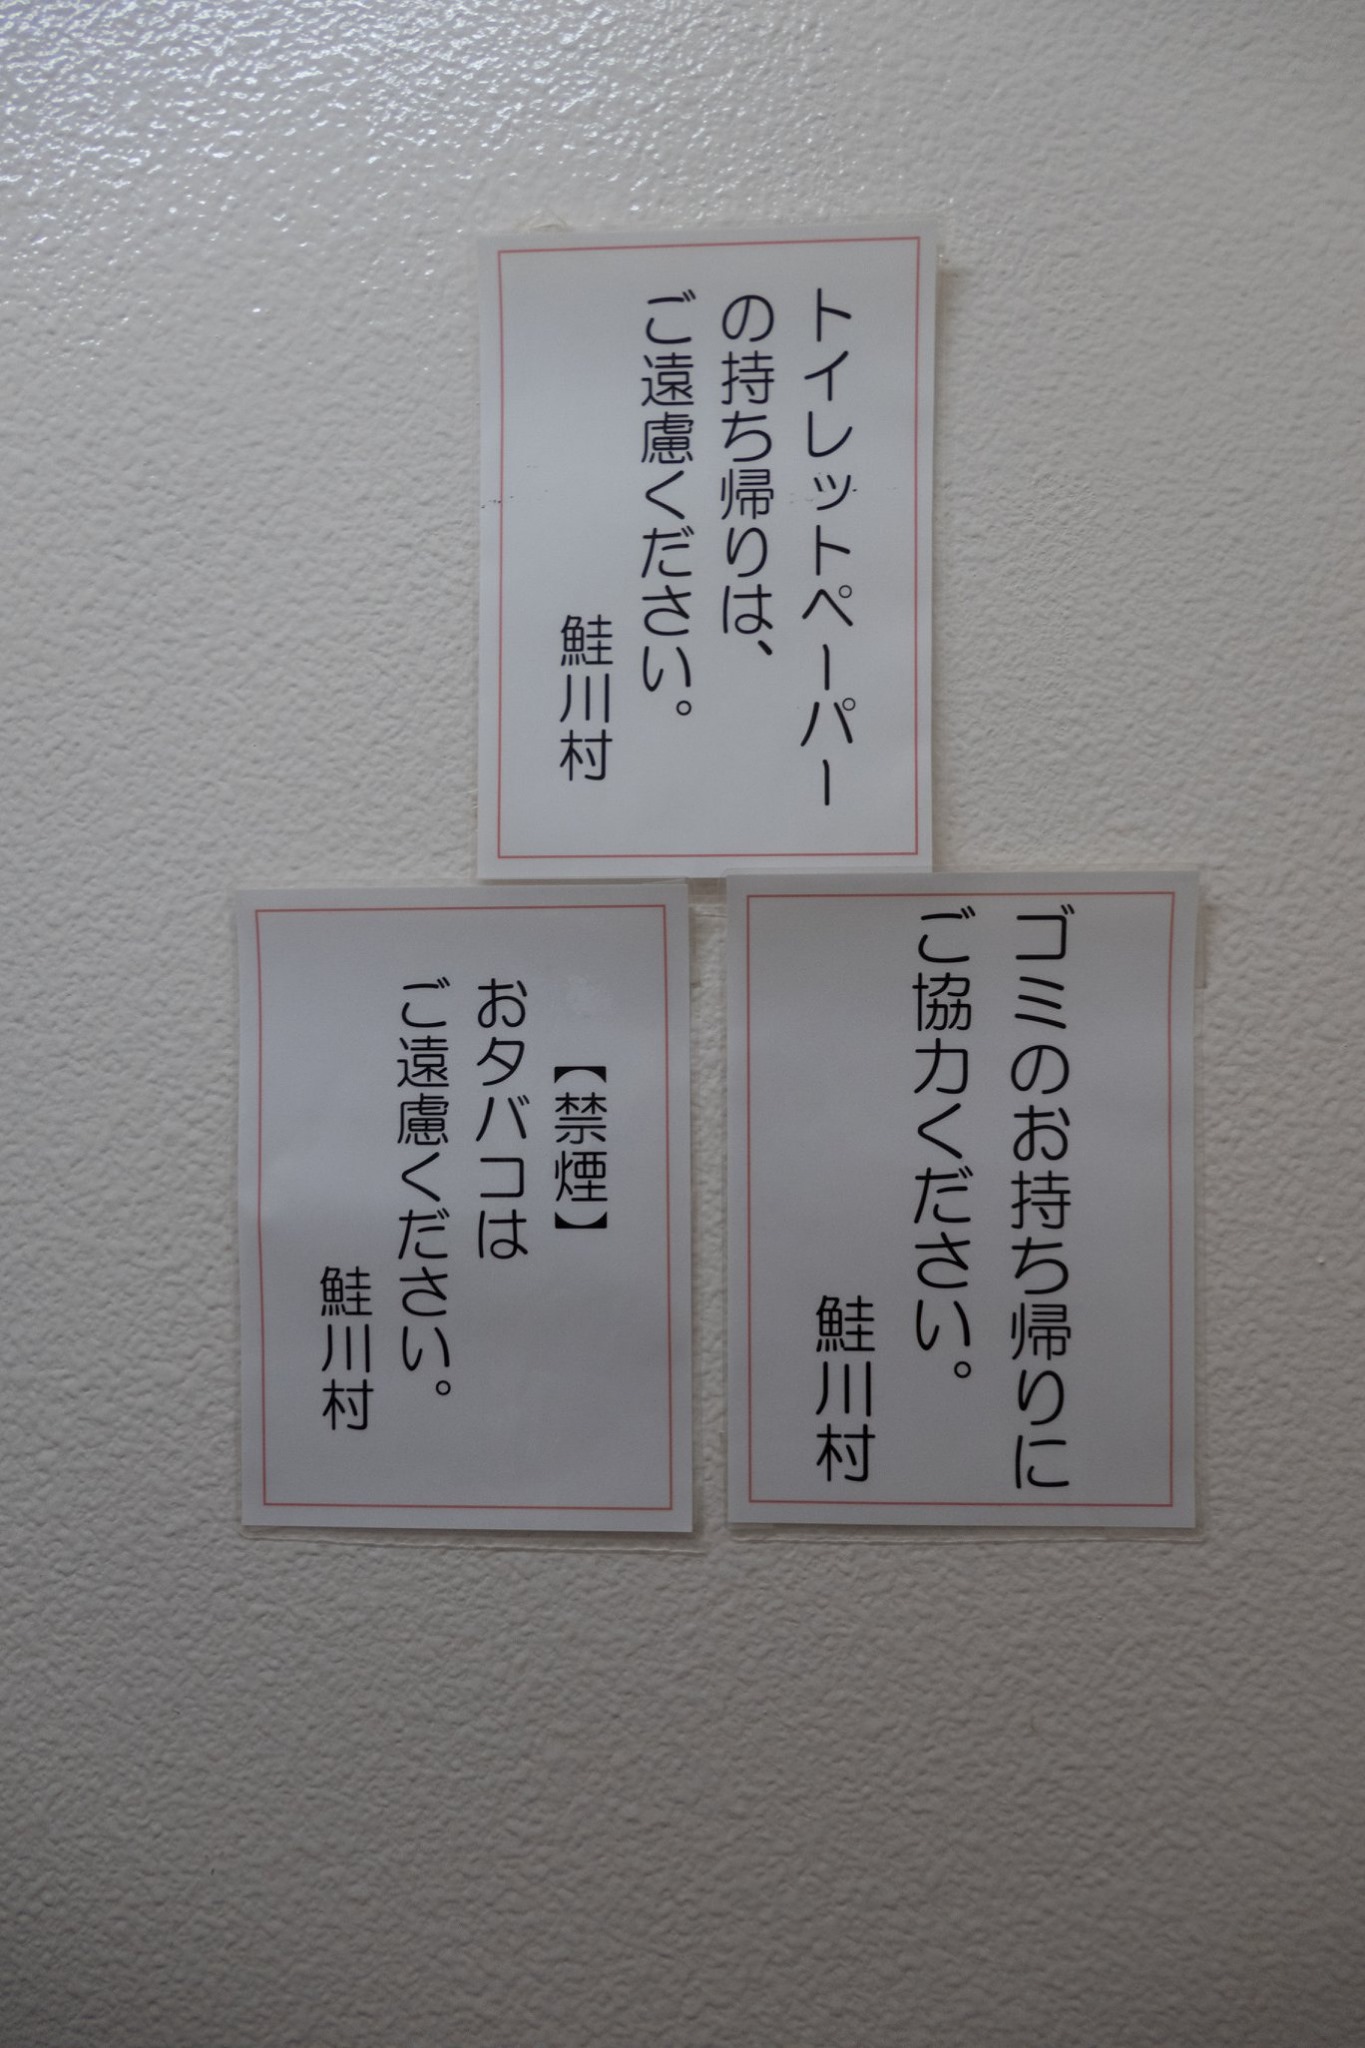 トイレットペーパー
の持ち帰りは、
ご遠慮ください。
鮭川村
ゴミのお持ち帰りに
ご協力ください。
鮭川村
【禁煙】
おタバコは
ご遠慮ください。
鮭川村